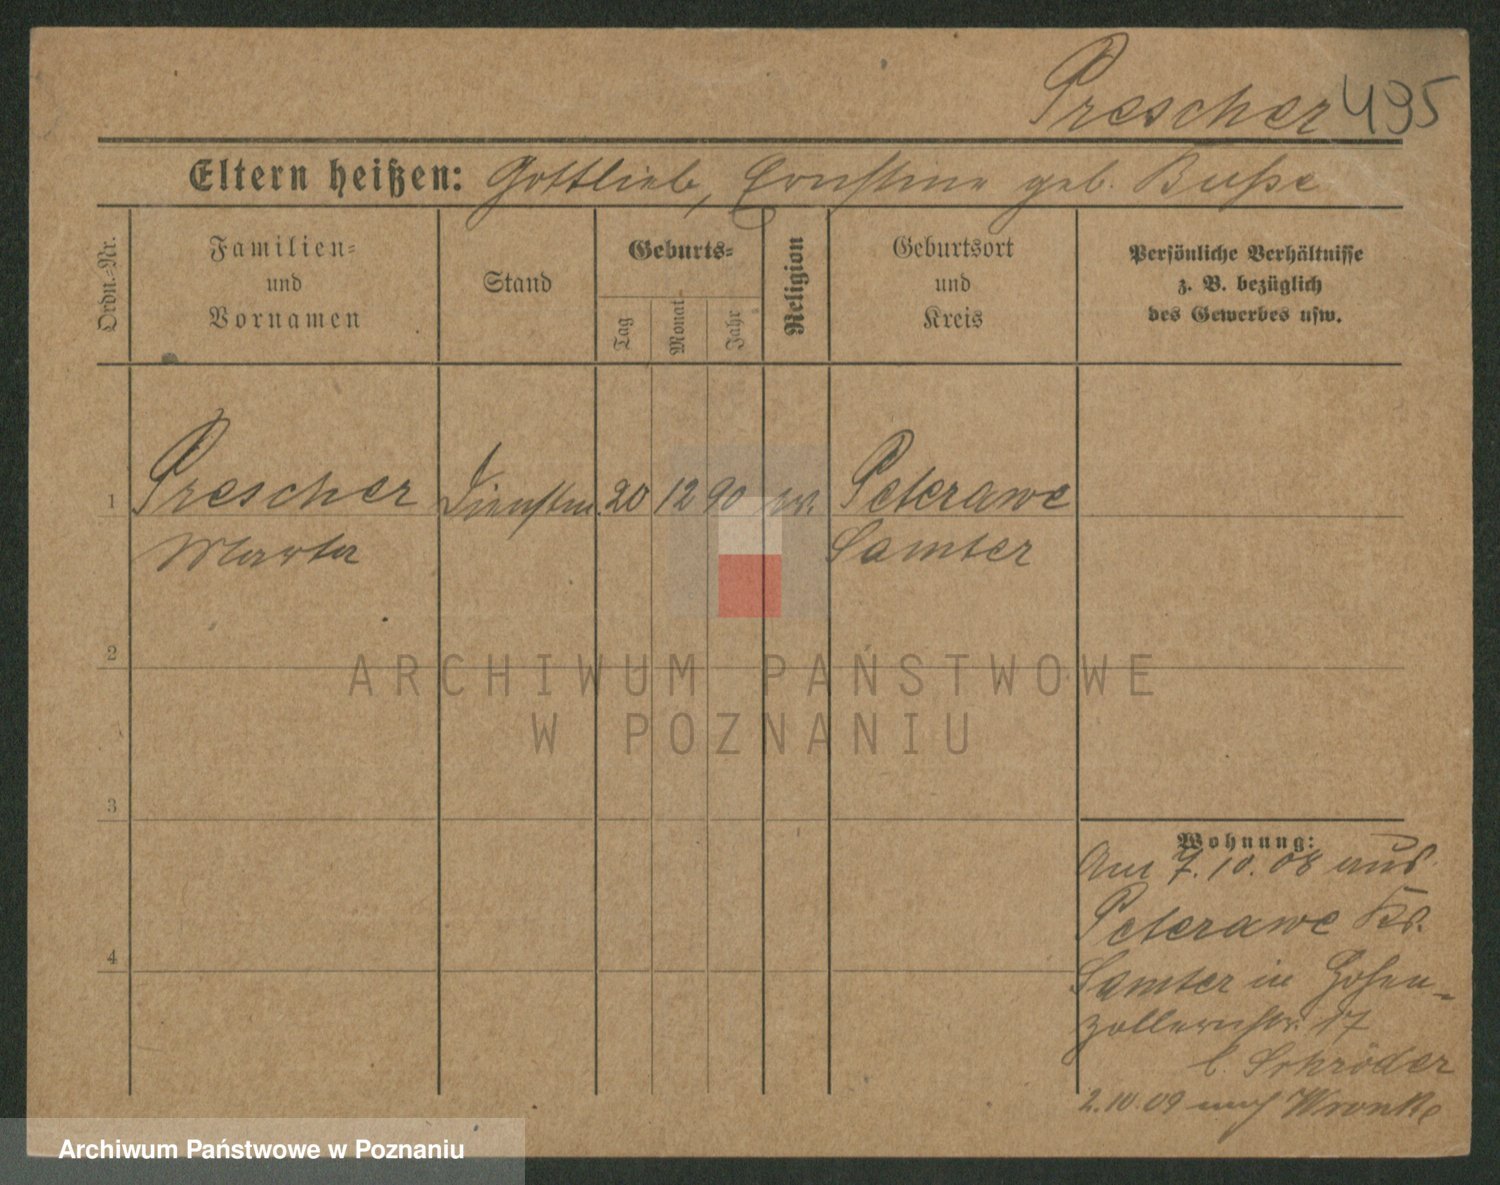 Prescher 495
Eltern heißen: Gottlieb, Ernstine geb. Buße
Ordn.-Nr.
Familien-
und
Vornamen
Stand
Geburts-
Tag
Monat
Jahr
Religion
Geburtsort
und
Kreis
Persönliche Verhältnisse
z. B. bezüglich
des Gewerbes usw.
1 Prescher Dienstm. 20 12 90 ev. Peterawe
Marta Samter
2
3
4
Wohnung:
Am 7.10.08 aus
Peterawe Kr.
Samter in Hohen-
zollernstr. 17
b. Schröder
2.10.09 nach Wronke
ARCHIWUM PAŃSTWOWE
W POZNANIU
Archiwum Państwowe w Poznaniu